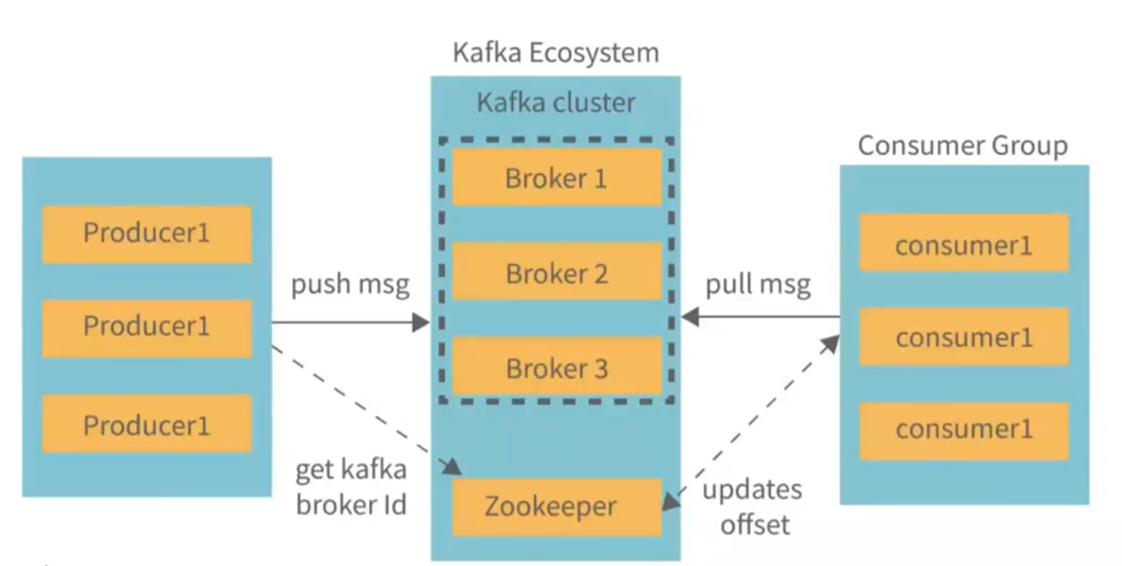 Kafka Ecosystem
Kafka cluster
Broker 1
Broker 2
Broker 3
Zookeeper
Producer1
Producer1
Producer1
push msg
get kafka
broker Id
pull msg
updates
offset
Consumer Group
consumer1
consumer1
consumer1